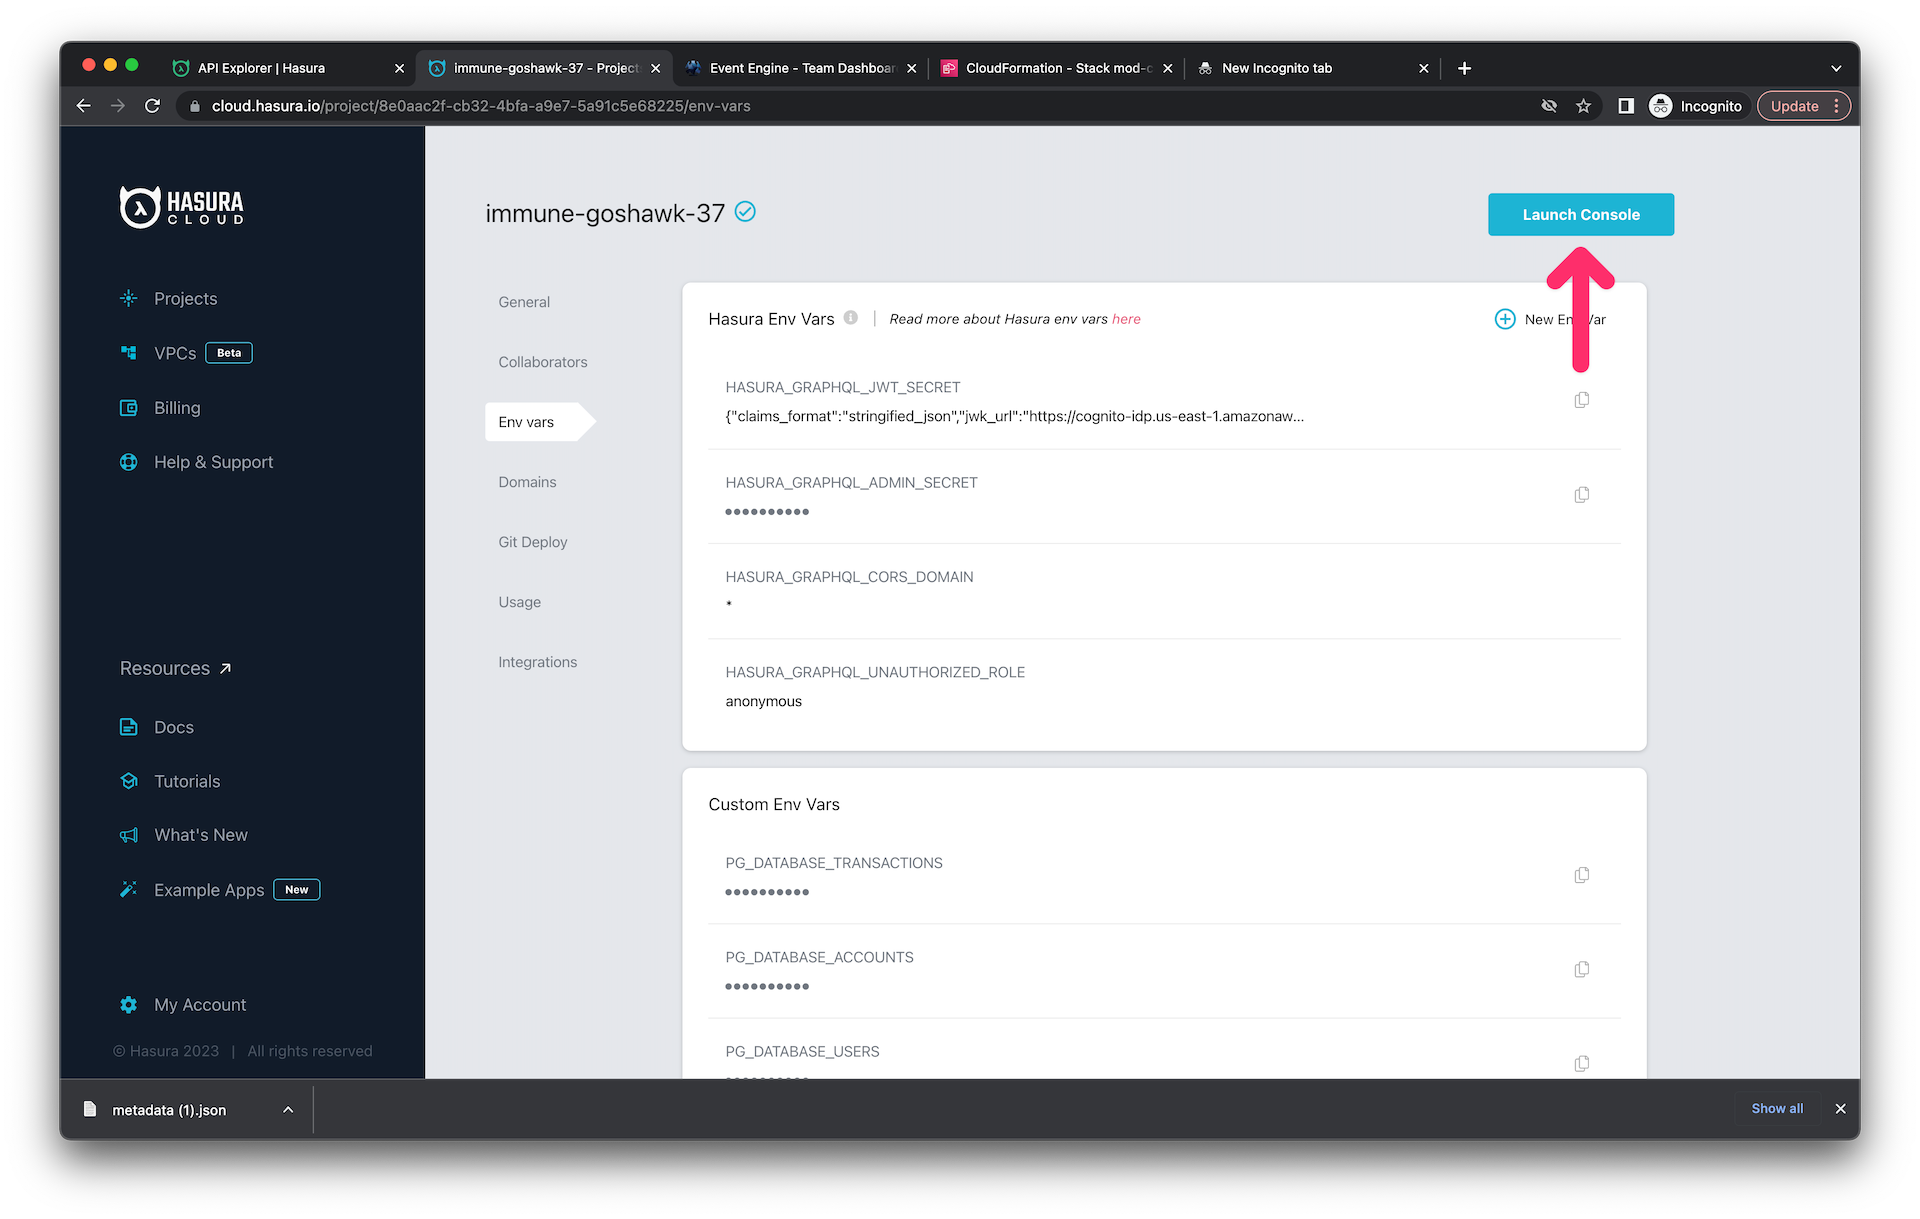 API Explorer | Hasura
immune-goshawk-37 - Project
Event Engine - Team Dashboar
CloudFormation - Stack mod-c
New Incognito tab
cloud.hasura.io/project/8e0aac2f-cb32-4bfa-a9e7-5a91c5e68225/env-vars
Incognito
Update
HASURA
CLOUD
Projects
VPCs Beta
Billing
Help & Support
Resources
Docs
Tutorials
What's New
Example Apps New
My Account
© Hasura 2023 | All rights reserved
immune-goshawk-37
Launch Console
General
Collaborators
Env vars
Domains
Git Deploy
Usage
Integrations
Hasura Env Vars | Read more about Hasura env vars here
New En Var
HASURA_GRAPHQL_JWT_SECRET
{"claims_format":"stringified_json","jwk_url":"https://cognito-idp.us-east-1.amazonaw...
HASURA_GRAPHQL_ADMIN_SECRET
••••••••••
HASURA_GRAPHQL_CORS_DOMAIN
*
HASURA_GRAPHQL_UNAUTHORIZED_ROLE
anonymous
Custom Env Vars
PG_DATABASE_TRANSACTIONS
••••••••••
PG_DATABASE_ACCOUNTS
••••••••••
PG_DATABASE_USERS
••••••••••
metadata (1).json
Show all